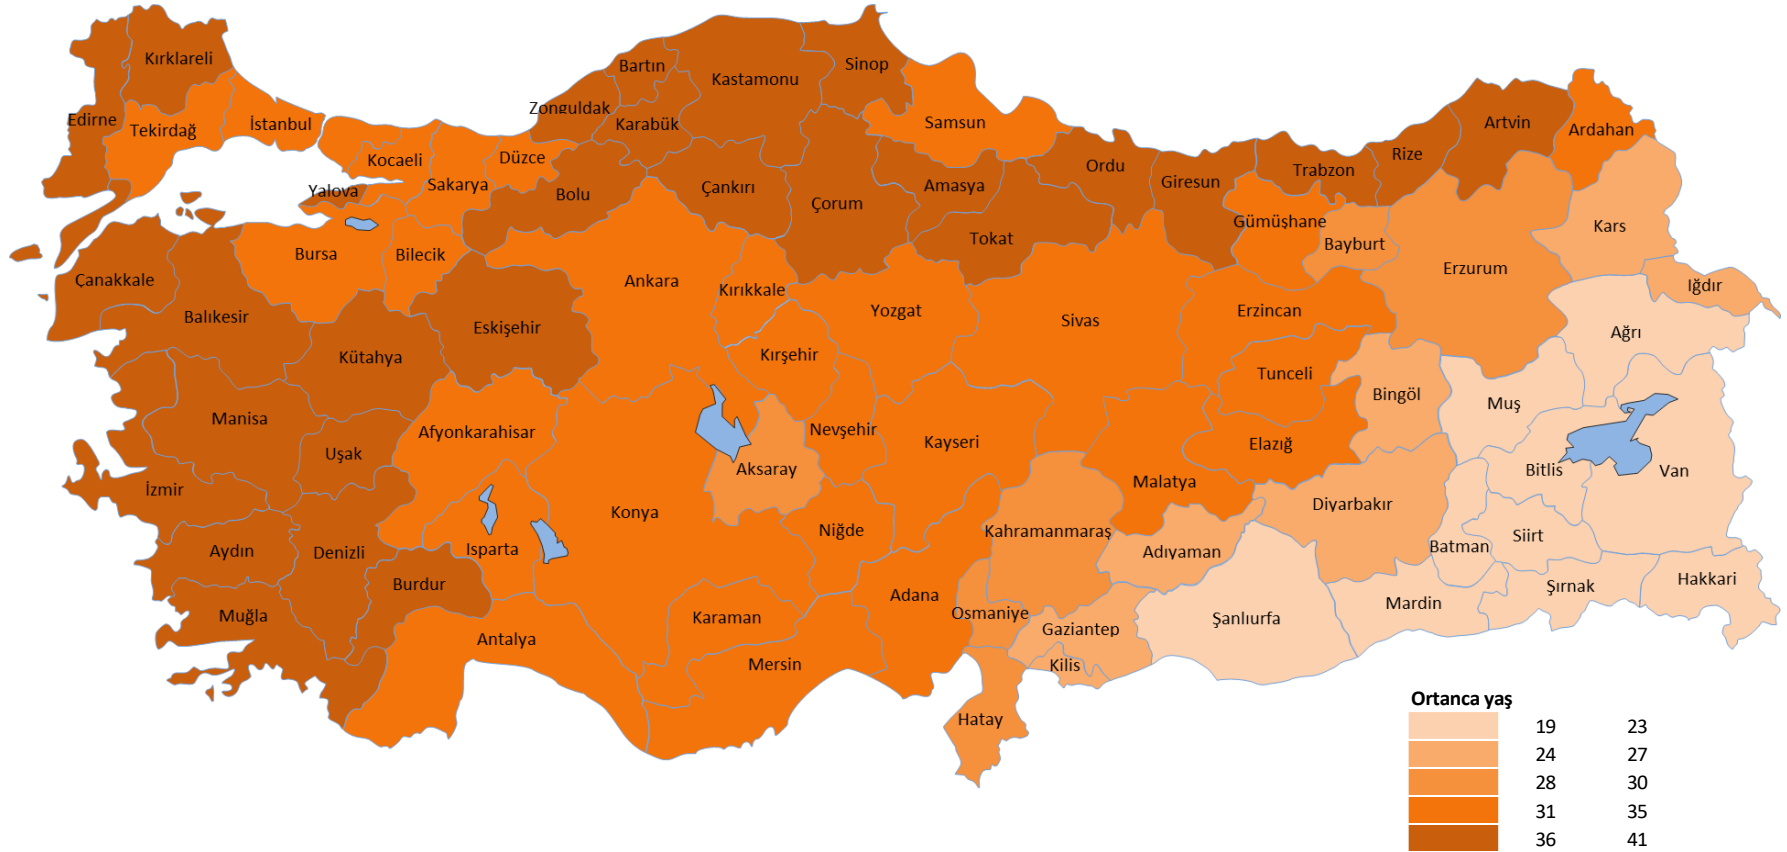 Kırklareli
Edirne
Tekirdağ
İstanbul
Kocaeli
Yalova
Sakarya
Düzce
Zonguldak
Bartın
Karabük
Kastamonu
Sinop
Bolu
Çankırı
Çorum
Samsun
Amasya
Tokat
Ordu
Giresun
Trabzon
Rize
Artvin
Ardahan
Gümüşhane
Bayburt
Erzurum
Kars
Iğdır
Ağrı
Çanakkale
Balıkesir
Bursa
Bilecik
Kütahya
Eskişehir
Ankara
Kırıkkale
Kırşehir
Yozgat
Sivas
Erzincan
Tunceli
Bingöl
Muş
Manisa
Uşak
Afyonkarahisar
Nevşehir
Kayseri
Aksaray
Elazığ
Malatya
Bitlis
Van
İzmir
Aydın
Denizli
Isparta
Konya
Niğde
Kahramanmaraş
Adıyaman
Diyarbakır
Batman
Siirt
Şırnak
Hakkari
Muğla
Burdur
Antalya
Karaman
Mersin
Adana
Osmaniye
Gaziantep
Kilis
Şanlıurfa
Mardin
Hatay
Ortanca yaş
19 23
24 27
28 30
31 35
36 41